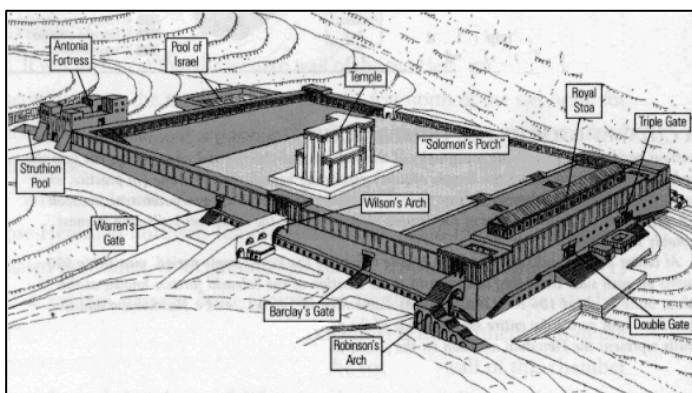 Antonia
Fortress
Pool of
Israel
Temple
Royal
Stoa
Triple Gate
"Solomon's Porch"
Struthion
Pool
Wilson's Arch
Warren's
Gate
Barclay's Gate
Double Gate
Robinson's
Arch